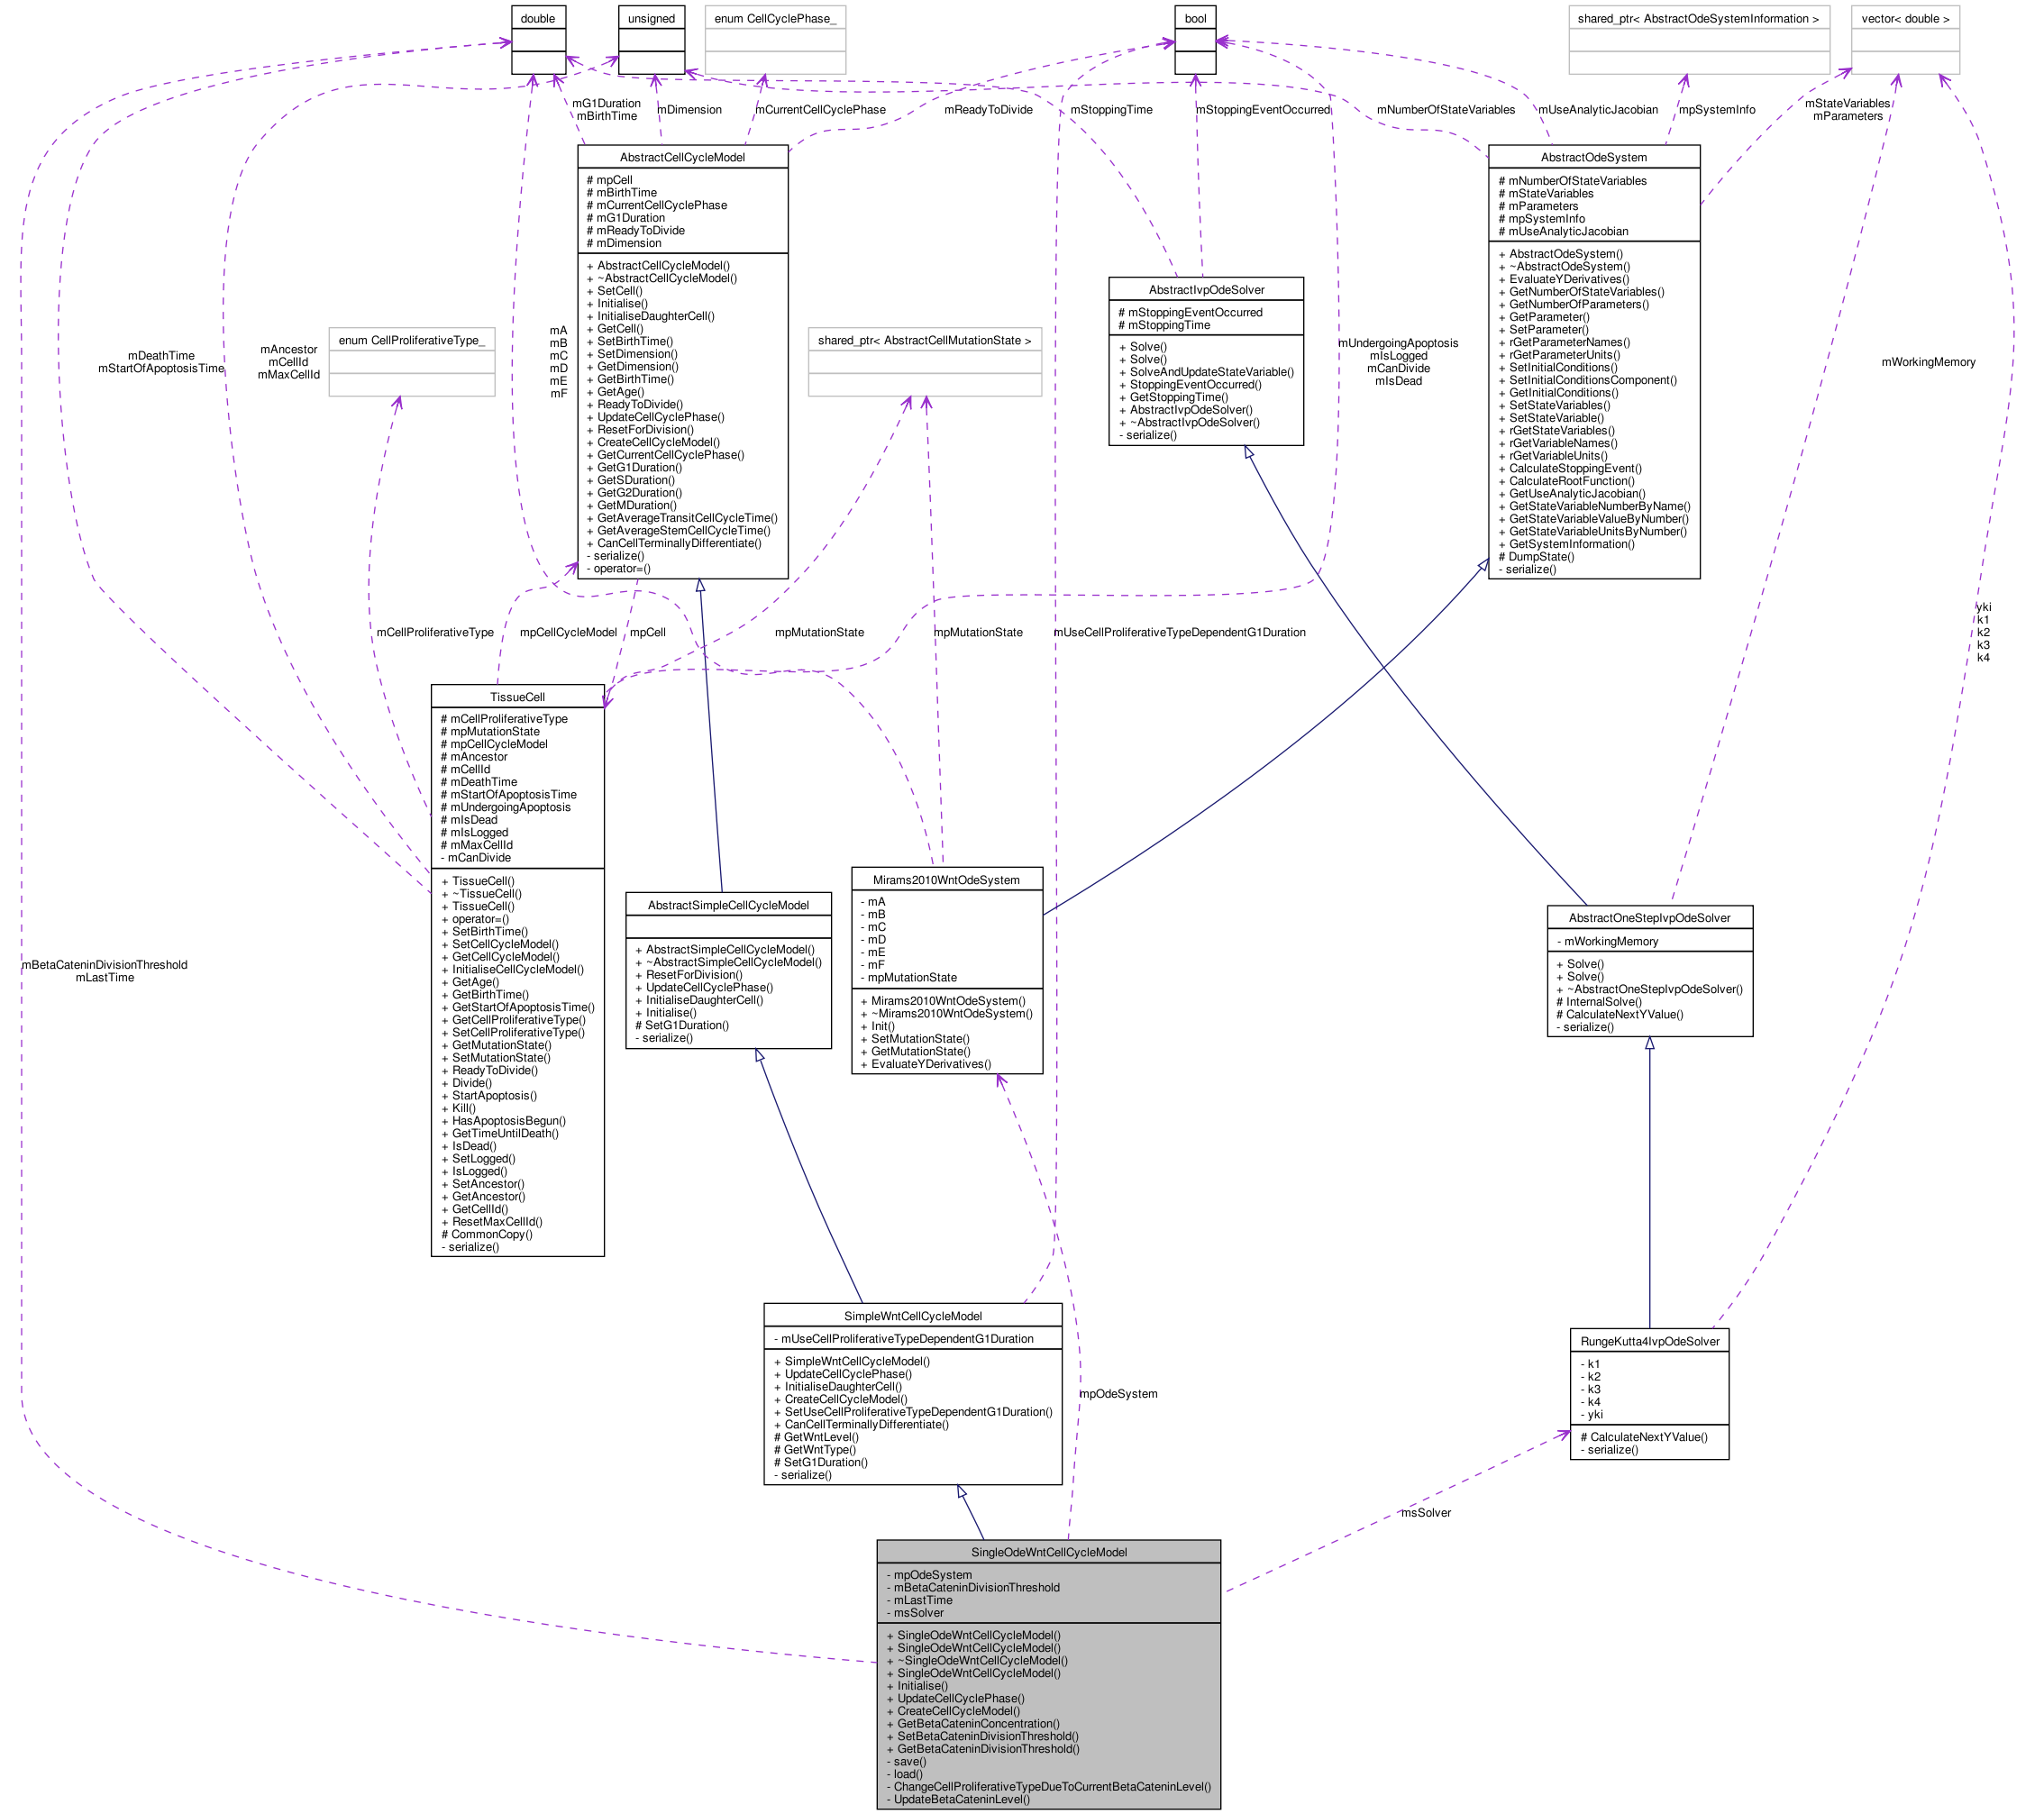 double
unsigned
enum CellCyclePhase_
bool
shared_ptr< AbstractOdeSystemInformation >
vector< double >
mG1Duration
mBirthTime
mDimension
mCurrentCellCyclePhase
mReadyToDivide
mStoppingTime
mStoppingEventOccurred
mNumberOfStateVariables
mUseAnalyticJacobian
mpSystemInfo
mStateVariables
mParameters
AbstractCellCycleModel
# mpCell
# mBirthTime
# mCurrentCellCyclePhase
# mG1Duration
# mReadyToDivide
# mDimension
+ AbstractCellCycleModel()
+ ~AbstractCellCycleModel()
+ SetCell()
+ Initialise()
+ InitialiseDaughterCell()
+ GetCell()
+ SetBirthTime()
+ SetDimension()
+ GetDimension()
+ GetBirthTime()
+ GetAge()
+ ReadyToDivide()
+ UpdateCellCyclePhase()
+ ResetForDivision()
+ CreateCellCycleModel()
+ GetCurrentCellCyclePhase()
+ GetG1Duration()
+ GetSDuration()
+ GetG2Duration()
+ GetMDuration()
+ GetAverageTransitCellCycleTime()
+ GetAverageStemCellCycleTime()
+ CanCellTerminallyDifferentiate()
- serialize()
- operator=()
AbstractOdeSystem
# mNumberOfStateVariables
# mStateVariables
# mParameters
# mpSystemInfo
# mUseAnalyticJacobian
+ AbstractOdeSystem()
+ ~AbstractOdeSystem()
+ EvaluateYDerivatives()
+ GetNumberOfStateVariables()
+ GetNumberOfParameters()
+ GetParameter()
+ SetParameter()
+ rGetParameterNames()
+ rGetParameterUnits()
+ SetInitialConditions()
+ SetInitialConditionsComponent()
+ GetInitialConditions()
+ SetStateVariables()
+ SetStateVariable()
+ rGetStateVariables()
+ rGetVariableNames()
+ rGetVariableUnits()
+ CalculateStoppingEvent()
+ CalculateRootFunction()
+ GetUseAnalyticJacobian()
+ GetStateVariableNumberByName()
+ GetStateVariableValueByNumber()
+ GetStateVariableUnitsByNumber()
+ GetSystemInformation()
# DumpState()
- serialize()
AbstractIvpOdeSolver
# mStoppingEventOccurred
# mStoppingTime
+ Solve()
+ Solve()
+ SolveAndUpdateStateVariable()
+ StoppingEventOccurred()
+ GetStoppingTime()
+ AbstractIvpOdeSolver()
+ ~AbstractIvpOdeSolver()
- serialize()
mDeathTime
mStartOfApoptosisTime
mAncestor
mCellId
mMaxCellId
enum CellProliferativeType_
mA
mB
mC
mD
mE
mF
shared_ptr< AbstractCellMutationState >
mUndergoingApoptosis
mIsLogged
mCanDivide
mIsDead
mWorkingMemory
mCellProliferativeType
mpCellCycleModel
mpCell
mpMutationState
mpMutationState
mUseCellProliferativeTypeDependentG1Duration
yki
k1
k2
k3
k4
TissueCell
# mCellProliferativeType
# mpMutationState
# mpCellCycleModel
# mAncestor
# mCellId
# mDeathTime
# mStartOfApoptosisTime
# mUndergoingApoptosis
# mIsDead
# mIsLogged
# mMaxCellId
- mCanDivide
+ TissueCell()
+ ~TissueCell()
+ TissueCell()
+ operator=()
+ SetBirthTime()
+ SetCellCycleModel()
+ GetCellCycleModel()
+ InitialiseCellCycleModel()
+ GetAge()
+ GetBirthTime()
+ GetStartOfApoptosisTime()
+ GetCellProliferativeType()
+ SetCellProliferativeType()
+ GetMutationState()
+ SetMutationState()
+ ReadyToDivide()
+ Divide()
+ StartApoptosis()
+ Kill()
+ HasApoptosisBegun()
+ GetTimeUntilDeath()
+ IsDead()
+ SetLogged()
+ IsLogged()
+ SetAncestor()
+ GetAncestor()
+ GetCellId()
+ ResetMaxCellId()
# CommonCopy()
- serialize()
AbstractSimpleCellCycleModel
+ AbstractSimpleCellCycleModel()
+ ~AbstractSimpleCellCycleModel()
+ ResetForDivision()
+ UpdateCellCyclePhase()
+ InitialiseDaughterCell()
+ Initialise()
# SetG1Duration()
- serialize()
Mirams2010WntOdeSystem
- mA
- mB
- mC
- mD
- mE
- mF
- mpMutationState
+ Mirams2010WntOdeSystem()
+ ~Mirams2010WntOdeSystem()
+ Init()
+ SetMutationState()
+ GetMutationState()
+ EvaluateYDerivatives()
AbstractOneStepIvpOdeSolver
- mWorkingMemory
+ Solve()
+ Solve()
+ ~AbstractOneStepIvpOdeSolver()
# InternalSolve()
# CalculateNextYValue()
- serialize()
mBetaCateninDivisionThreshold
mLastTime
SimpleWntCellCycleModel
- mUseCellProliferativeTypeDependentG1Duration
+ SimpleWntCellCycleModel()
+ UpdateCellCyclePhase()
+ InitialiseDaughterCell()
+ CreateCellCycleModel()
+ SetUseCellProliferativeTypeDependentG1Duration()
+ CanCellTerminallyDifferentiate()
# GetWntLevel()
# GetWntType()
# SetG1Duration()
- serialize()
mpOdeSystem
RungeKutta4IvpOdeSolver
- k1
- k2
- k3
- k4
- yki
# CalculateNextYValue()
- serialize()
msSolver
SingleOdeWntCellCycleModel
- mpOdeSystem
- mBetaCateninDivisionThreshold
- mLastTime
- msSolver
+ SingleOdeWntCellCycleModel()
+ SingleOdeWntCellCycleModel()
+ ~SingleOdeWntCellCycleModel()
+ SingleOdeWntCellCycleModel()
+ Initialise()
+ UpdateCellCyclePhase()
+ CreateCellCycleModel()
+ GetBetaCateninConcentration()
+ SetBetaCateninDivisionThreshold()
+ GetBetaCateninDivisionThreshold()
- save()
- load()
- ChangeCellProliferativeTypeDueToCurrentBetaCateninLevel()
- UpdateBetaCateninLevel()